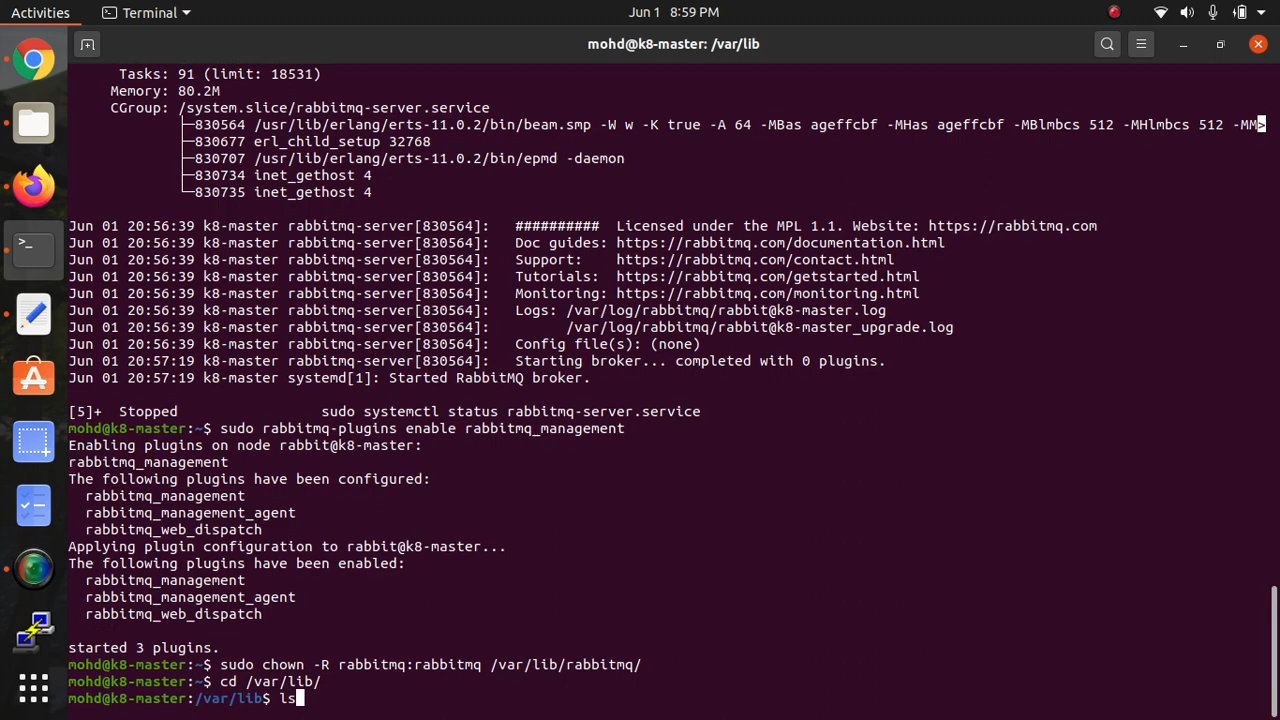 Activities
Terminal
Jun 1 8:59 PM
mohd@k8-master: /var/lib
Tasks: 91 (limit: 18531)
Memory: 80.2M
CGroup: /system.slice/rabbitmq-server.service
├─830564 /usr/lib/erlang/erts-11.0.2/bin/beam.smp -W w -K true -A 64 -MBas ageffcbf -MHas ageffcbf -MBlmbcs 512 -MHlmbcs 512 -MM>
├─830677 erl_child_setup 32768
├─830707 /usr/lib/erlang/erts-11.0.2/bin/epmd -daemon
├─830734 inet_gethost 4
└─830735 inet_gethost 4
Jun 01 20:56:39 k8-master rabbitmq-server[830564]:   ##########  Licensed under the MPL 1.1. Website: https://rabbitmq.com
Jun 01 20:56:39 k8-master rabbitmq-server[830564]:   Doc guides: https://rabbitmq.com/documentation.html
Jun 01 20:56:39 k8-master rabbitmq-server[830564]:   Support:    https://rabbitmq.com/contact.html
Jun 01 20:56:39 k8-master rabbitmq-server[830564]:   Tutorials:  https://rabbitmq.com/getstarted.html
Jun 01 20:56:39 k8-master rabbitmq-server[830564]:   Monitoring: https://rabbitmq.com/monitoring.html
Jun 01 20:56:39 k8-master rabbitmq-server[830564]:   Logs: /var/log/rabbitmq/rabbit@k8-master.log
Jun 01 20:56:39 k8-master rabbitmq-server[830564]:         /var/log/rabbitmq/rabbit@k8-master_upgrade.log
Jun 01 20:56:39 k8-master rabbitmq-server[830564]:   Config file(s): (none)
Jun 01 20:57:19 k8-master rabbitmq-server[830564]:   Starting broker... completed with 0 plugins.
Jun 01 20:57:19 k8-master systemd[1]: Started RabbitMQ broker.
[5]+  Stopped                 sudo systemctl status rabbitmq-server.service
mohd@k8-master:~$ sudo rabbitmq-plugins enable rabbitmq_management
Enabling plugins on node rabbit@k8-master:
rabbitmq_management
The following plugins have been configured:
rabbitmq_management
rabbitmq_management_agent
rabbitmq_web_dispatch
Applying plugin configuration to rabbit@k8-master...
The following plugins have been enabled:
rabbitmq_management
rabbitmq_management_agent
rabbitmq_web_dispatch
started 3 plugins.
mohd@k8-master:~$ sudo chown -R rabbitmq:rabbitmq /var/lib/rabbitmq/
mohd@k8-master:~$ cd /var/lib/
mohd@k8-master:/var/lib$ ls